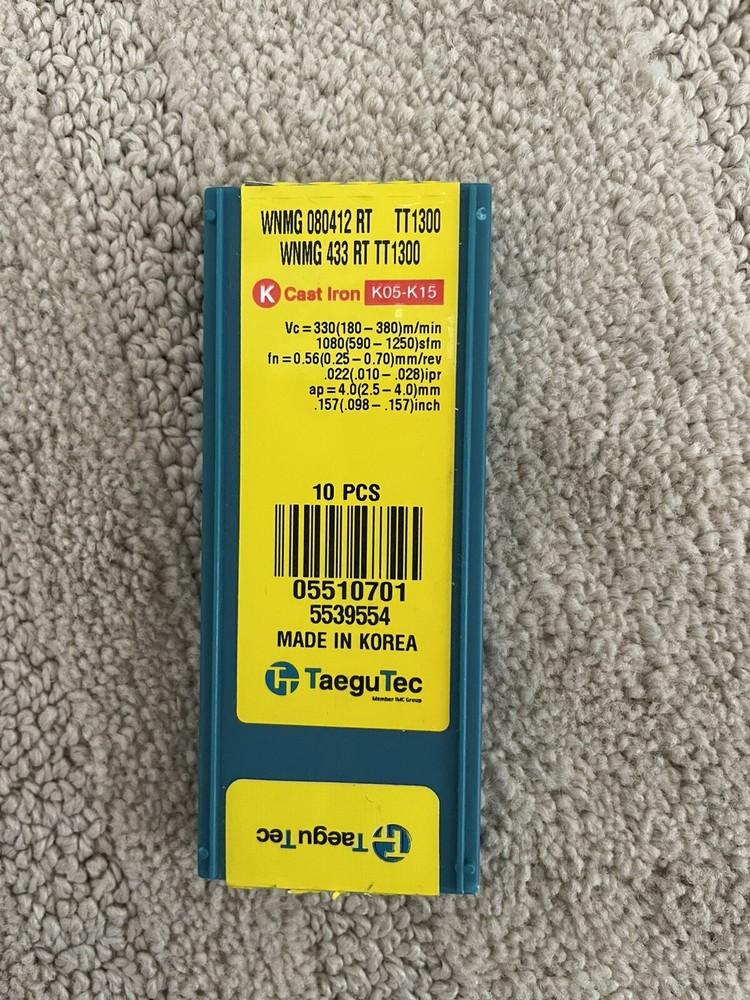 WNMG 080412 RT TT1300
WNMG 433 RT TT1300
K Cast Iron K05-K15
Vc = 330(180 – 380)m/min
1080(590 – 1250)sfm
fn = 0.56(0.25 – 0.70)mm/rev
.022(.010 – .028)ipr
ap = 4.0(2.5 – 4.0)mm
.157(.098 – .157)inch
10 PCS
05510701
5539554
MADE IN KOREA
TaeguTec
Member IMC Group
TaeguTec